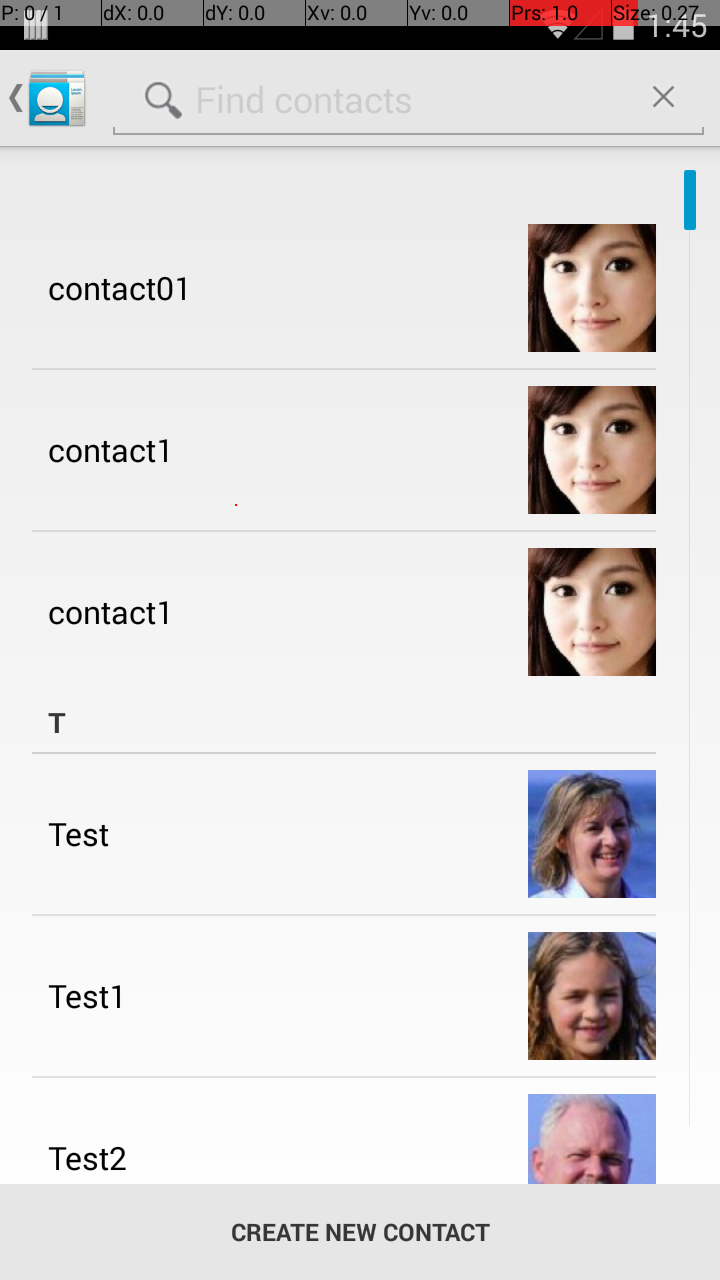 P: 0 / 1 dX: 0.0 dY: 0.0 Xv: 0.0 Yv: 0.0 Prs: 1.0 Size: 0.27
1:45
Find contacts
contact01
contact1
contact1
T
Test
Test1
Test2
CREATE NEW CONTACT